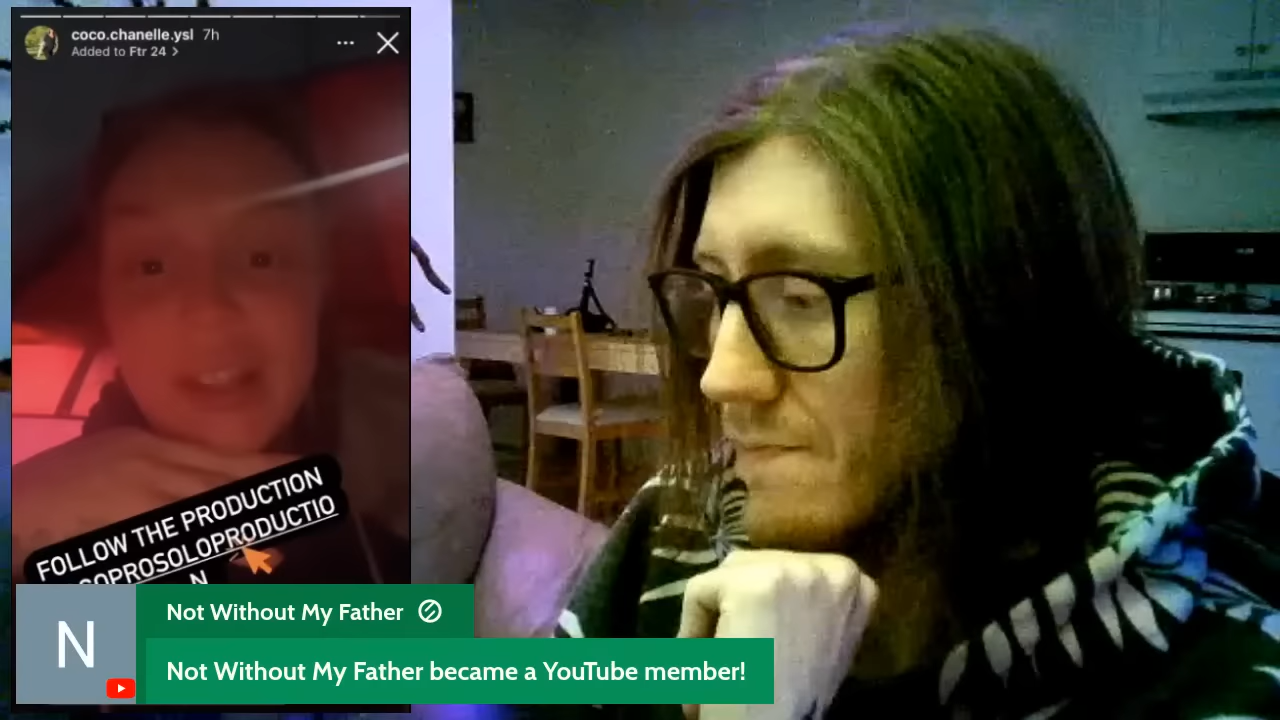 coco.chanelle.ysl 7h
Added to Ftr 24 >
FOLLOW THE PRODUCTION
OPROSOLOPRODUCTIO
N
N
Not Without My Father
Not Without My Father became a YouTube member!